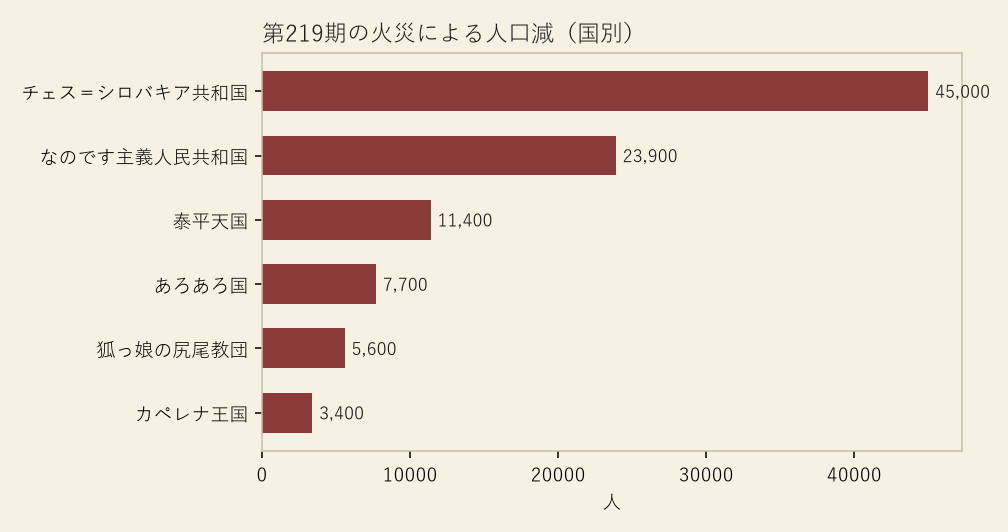 第219期の火災による人口減（国別）
チェス＝シロバキア共和国
45,000
なのです主義人民共和国
23,900
泰平天国
11,400
あろあろ国
7,700
狐っ娘の尻尾教団
5,600
カペレナ王国
3,400
0 10000 20000 30000 40000
人